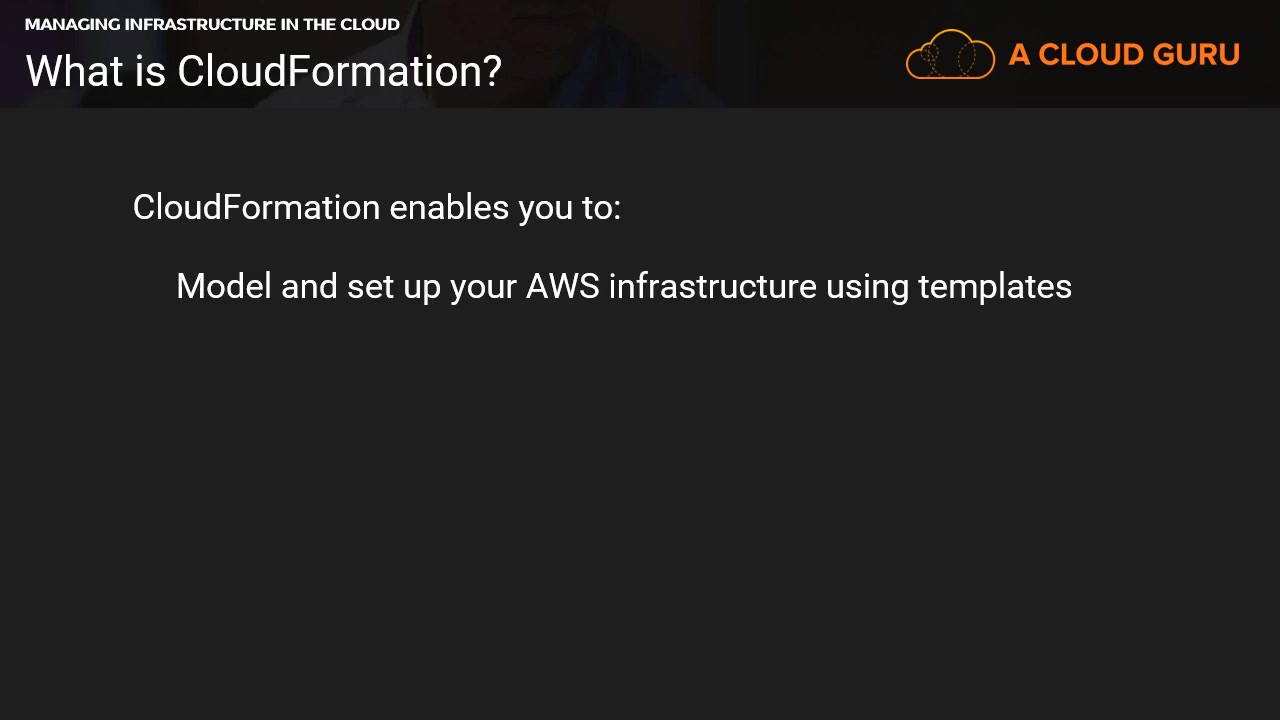 MANAGING INFRASTRUCTURE IN THE CLOUD
What is CloudFormation?
A CLOUD GURU
CloudFormation enables you to:
Model and set up your AWS infrastructure using templates